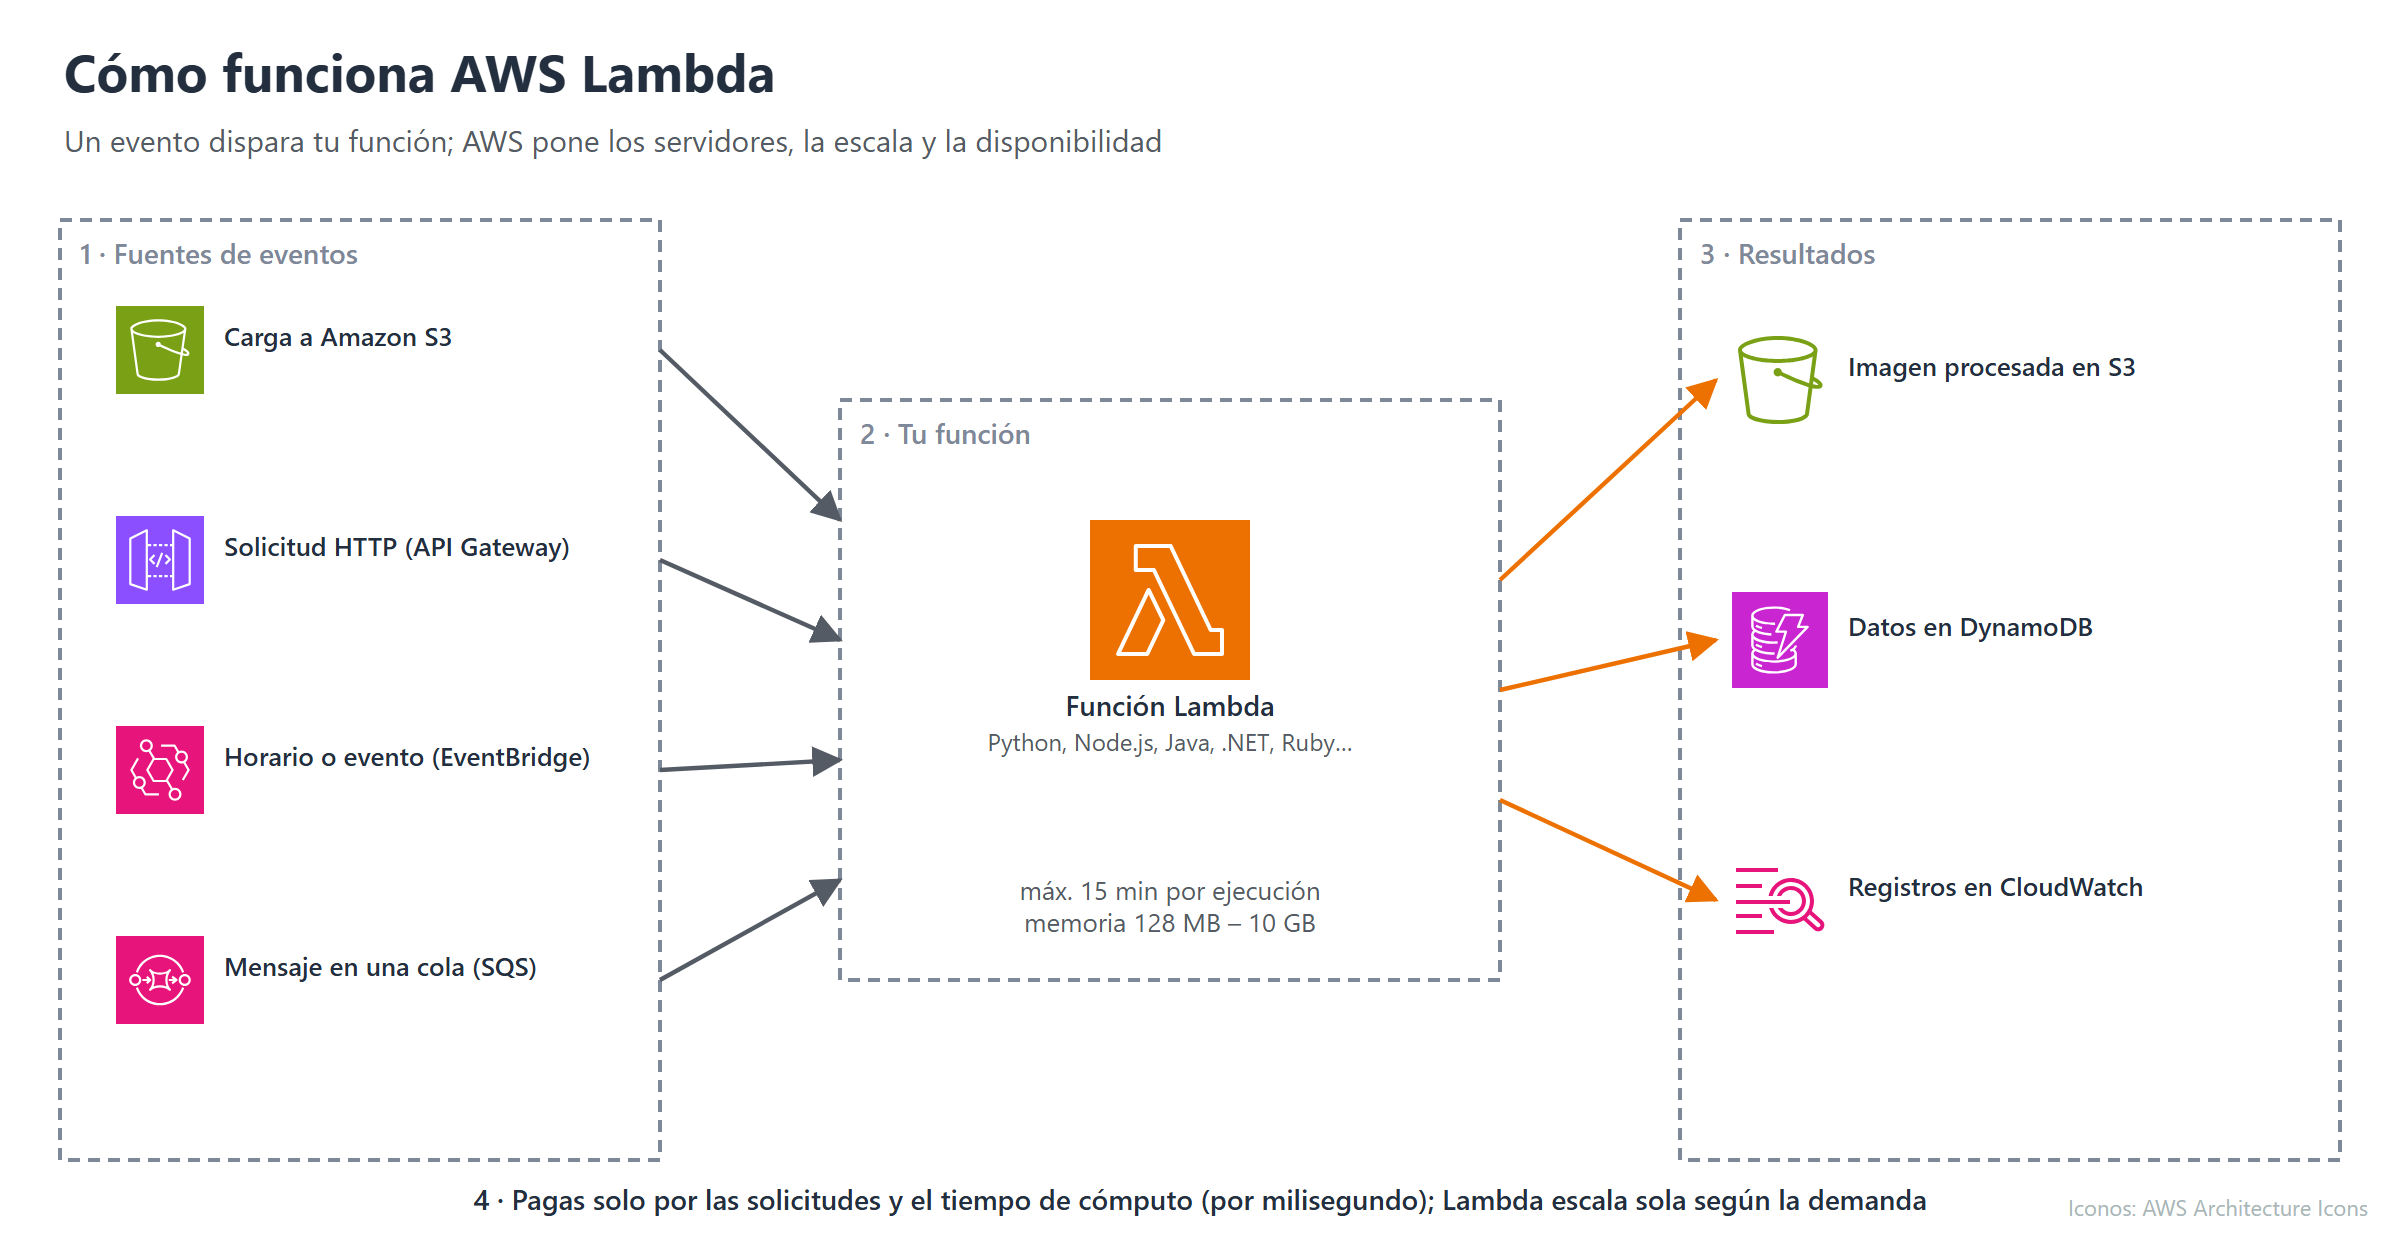 Cómo funciona AWS Lambda
Un evento dispara tu función; AWS pone los servidores, la escala y la disponibilidad
1 · Fuentes de eventos
Carga a Amazon S3
Solicitud HTTP (API Gateway)
Horario o evento (EventBridge)
Mensaje en una cola (SQS)
2 · Tu función
Función Lambda
Python, Node.js, Java, .NET, Ruby...
máx. 15 min por ejecución
memoria 128 MB – 10 GB
3 · Resultados
Imagen procesada en S3
Datos en DynamoDB
Registros en CloudWatch
4 · Pagas solo por las solicitudes y el tiempo de cómputo (por milisegundo); Lambda escala sola según la demanda
Iconos: AWS Architecture Icons